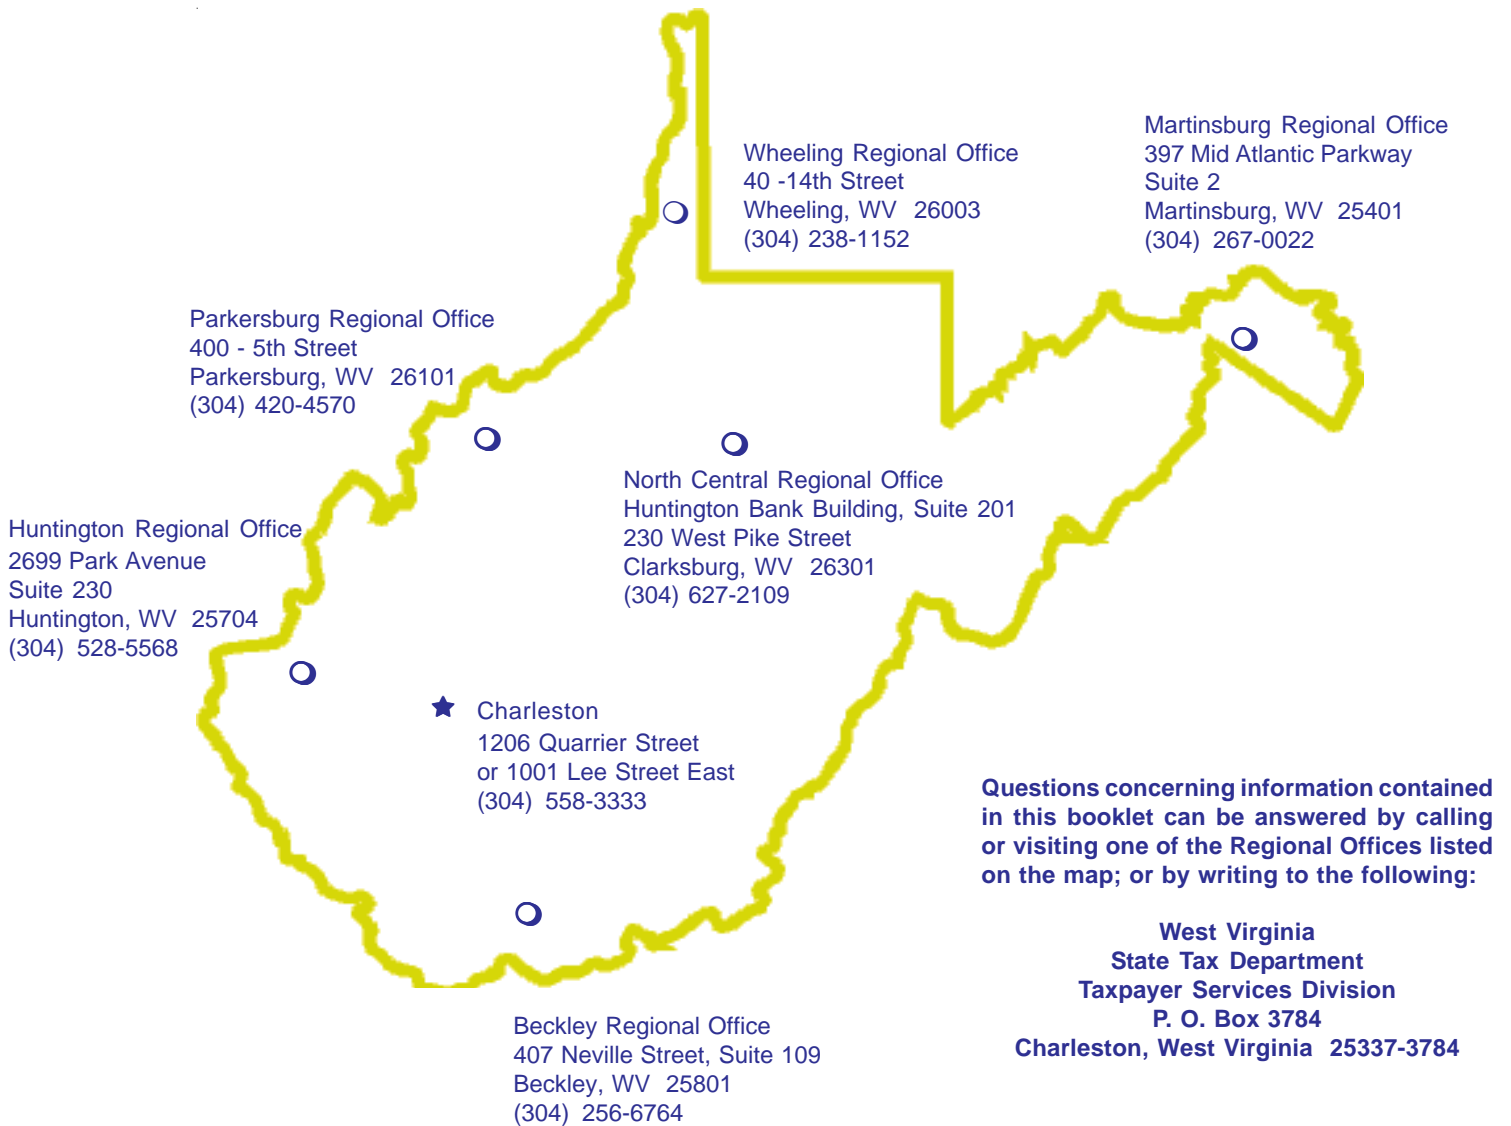 Wheeling Regional Office
40 -14th Street
Wheeling, WV 26003
(304) 238-1152
Martinsburg Regional Office
397 Mid Atlantic Parkway
Suite 2
Martinsburg, WV 25401
(304) 267-0022
Parkersburg Regional Office
400 - 5th Street
Parkersburg, WV 26101
(304) 420-4570
North Central Regional Office
Huntington Bank Building, Suite 201
230 West Pike Street
Clarksburg, WV 26301
(304) 627-2109
Huntington Regional Office
2699 Park Avenue
Suite 230
Huntington, WV 25704
(304) 528-5568
Charleston
1206 Quarrier Street
or 1001 Lee Street East
(304) 558-3333
Questions concerning information contained
in this booklet can be answered by calling
or visiting one of the Regional Offices listed
on the map; or by writing to the following:
West Virginia
State Tax Department
Taxpayer Services Division
P. O. Box 3784
Charleston, West Virginia 25337-3784
Beckley Regional Office
407 Neville Street, Suite 109
Beckley, WV 25801
(304) 256-6764